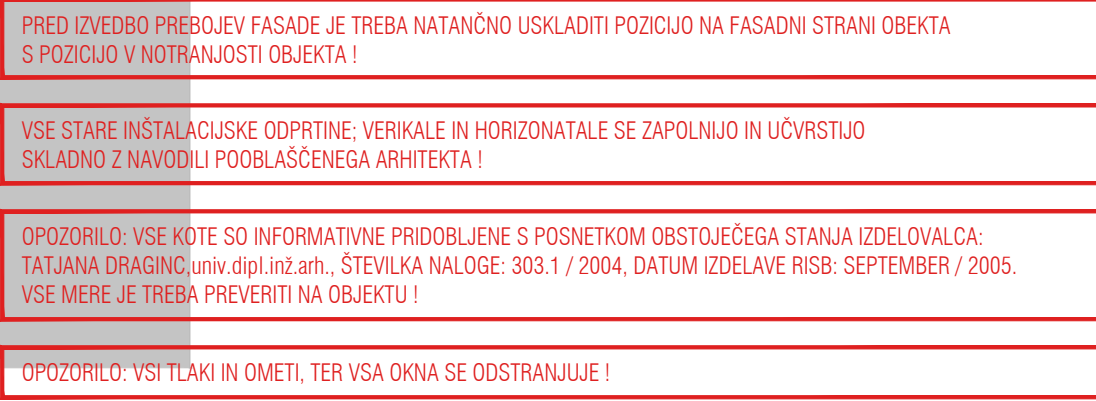 PRED IZVEDBO PREBOJEV FASADE JE TREBA NATANČNO USKLADITI POZICIJO NA FASADNI STRANI OBEKTA
S POZICIJO V NOTRANJOSTI OBJEKTA !
VSE STARE INŠTALACIJSKE ODPRTINE; VERIKALE IN HORIZONATALE SE ZAPOLNIJO IN UČVRSTIJO
SKLADNO Z NAVODILI POOBLAŠČENEGA ARHITEKTA !
OPOZORILO: VSE KOTE SO INFORMATIVNE PRIDOBLJENE S POSNETKOM OBSTOJEČEGA STANJA IZDELOVALCA:
TATJANA DRAGINC,univ.dipl.inž.arh., ŠTEVILKA NALOGE: 303.1 / 2004, DATUM IZDELAVE RISB: SEPTEMBER / 2005.
VSE MERE JE TREBA PREVERITI NA OBJEKTU !
OPOZORILO: VSI TLAKI IN OMETI, TER VSA OKNA SE ODSTRANJUJE !